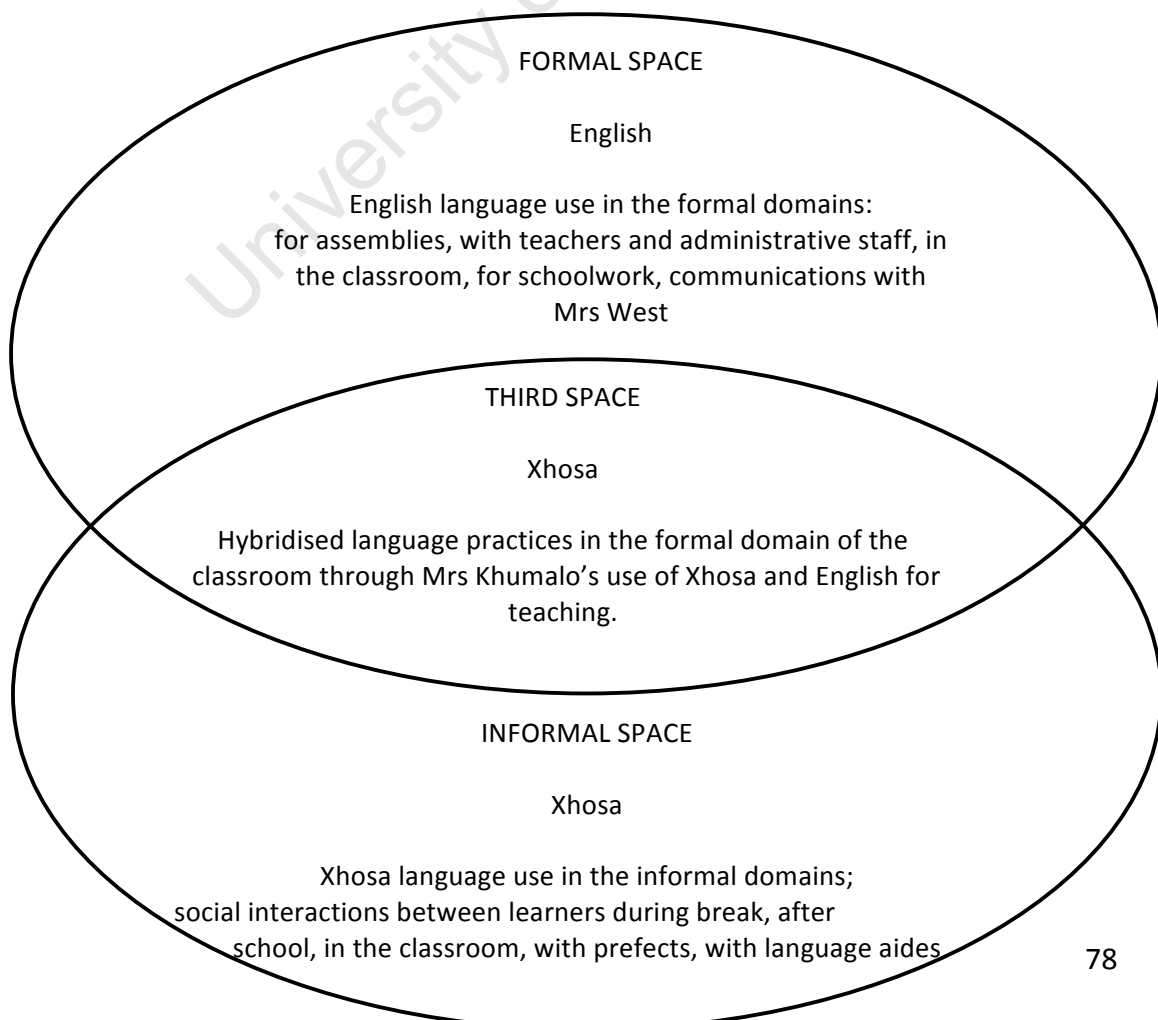 University o
FORMAL SPACE
English
English language use in the formal domains:
for assemblies, with teachers and administrative staff, in
the classroom, for schoolwork, communications with
Mrs West
THIRD SPACE
Xhosa
Hybridised language practices in the formal domain of the
classroom through Mrs Khumalo’s use of Xhosa and English for
teaching.
INFORMAL SPACE
Xhosa
Xhosa language use in the informal domains;
social interactions between learners during break, after
school, in the classroom, with prefects, with language aides
78